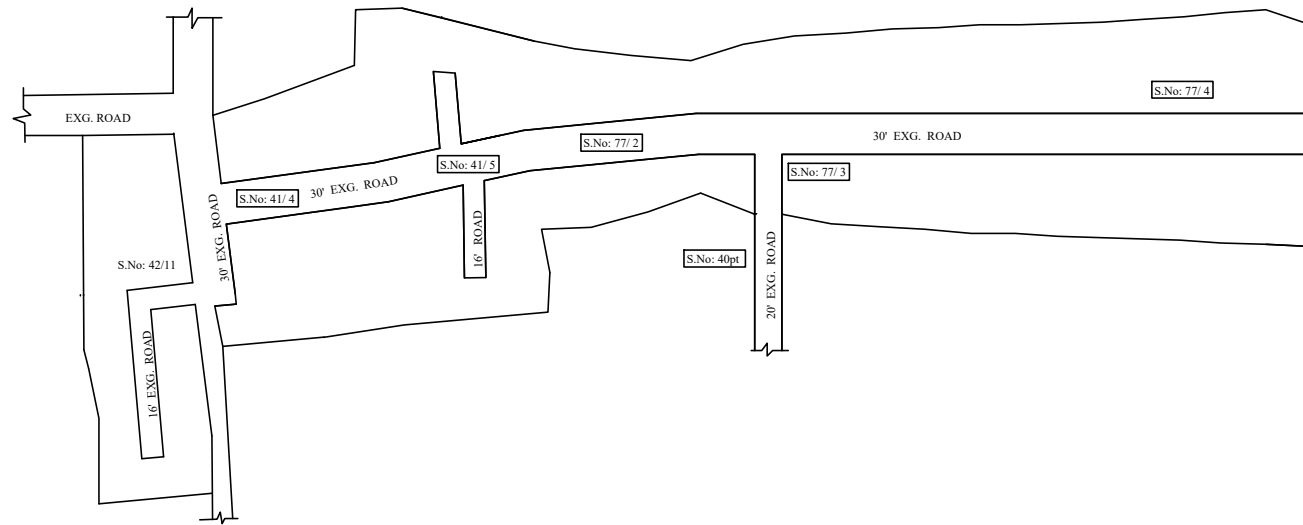 S.No: 77/ 4
EXG. ROAD
30' EXG. ROAD
S.No: 77/ 2
S.No: 41/ 5
S.No: 77/ 3
30' EXG. ROAD
S.No: 41/ 4
30' EXG. ROAD
16' ROAD
S.No: 40pt
S.No: 42/11
20' EXG. ROAD
16' EXG. ROAD